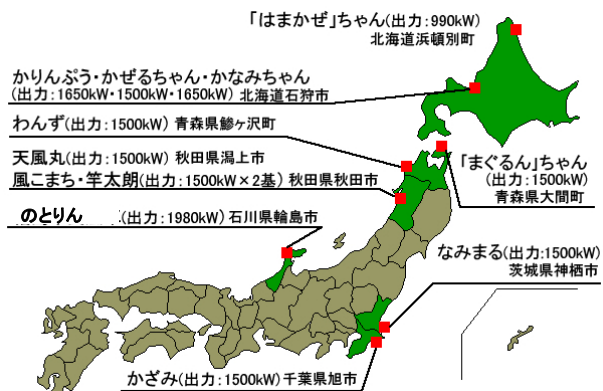 「はまかぜ」ちゃん(出力：990kW)
北海道浜頓別町
かりんぷう・かぜるちゃん・かなみちゃん
(出力：1650kW・1500kW・1650kW) 北海道石狩市
わんず(出力：1500kW) 青森県鰺ヶ沢町
天風丸(出力：1500kW) 秋田県潟上市
風こまち・竿太朗(出力：1500kW×2基) 秋田県秋田市
「まぐるん」ちゃん
(出力：1500kW)
青森県大間町
のとりん (出力：1980kW) 石川県輪島市
なみまる(出力：1500kW)
茨城県神栖市
かざみ(出力：1500kW)千葉県旭市